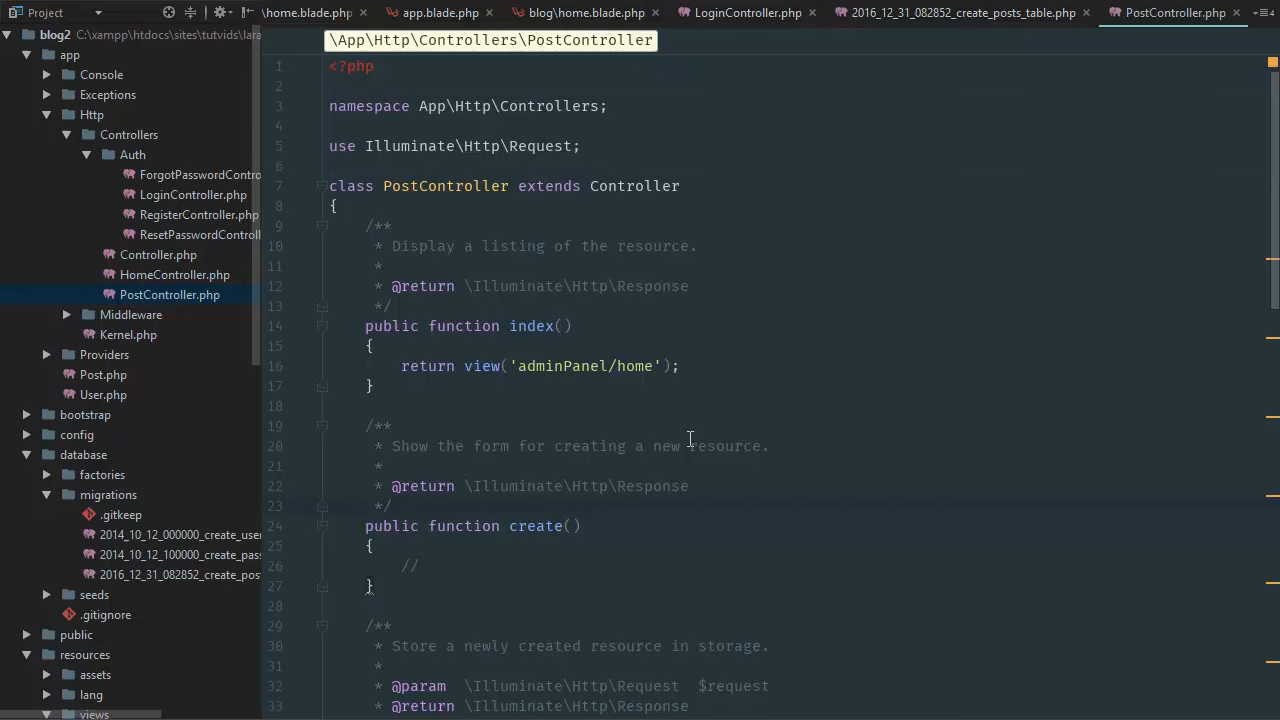 Project
\home.blade.php
app.blade.php
blog\home.blade.php
LoginController.php
2016_12_31_082852_create_posts_table.php
PostController.php
blog2 C:\xampp\htdocs\sites\tutvids\lara
app
Console
Exceptions
Http
Controllers
Auth
ForgotPasswordContro
LoginController.php
RegisterController.php
ResetPasswordControll
Controller.php
HomeController.php
PostController.php
Middleware
Kernel.php
Providers
Post.php
User.php
bootstrap
config
database
factories
migrations
.gitkeep
2014_10_12_000000_create_use
2014_10_12_100000_create_pas
2016_12_31_082852_create_pos
seeds
.gitignore
public
resources
assets
lang
views
\App\Http\Controllers\PostController
1 <?php
2
3 namespace App\Http\Controllers;
4
5 use Illuminate\Http\Request;
6
7 class PostController extends Controller
8 {
9 /**
10 * Display a listing of the resource.
11 *
12 * @return \Illuminate\Http\Response
13 */
14 public function index()
15 {
16 return view('adminPanel/home');
17 }
18
19 /**
20 * Show the form for creating a new resource.
21 *
22 * @return \Illuminate\Http\Response
23 */
24 public function create()
25 {
26 //
27 }
28
29 /**
30 * Store a newly created resource in storage.
31 *
32 * @param \Illuminate\Http\Request $request
33 * @return \Illuminate\Http\Response